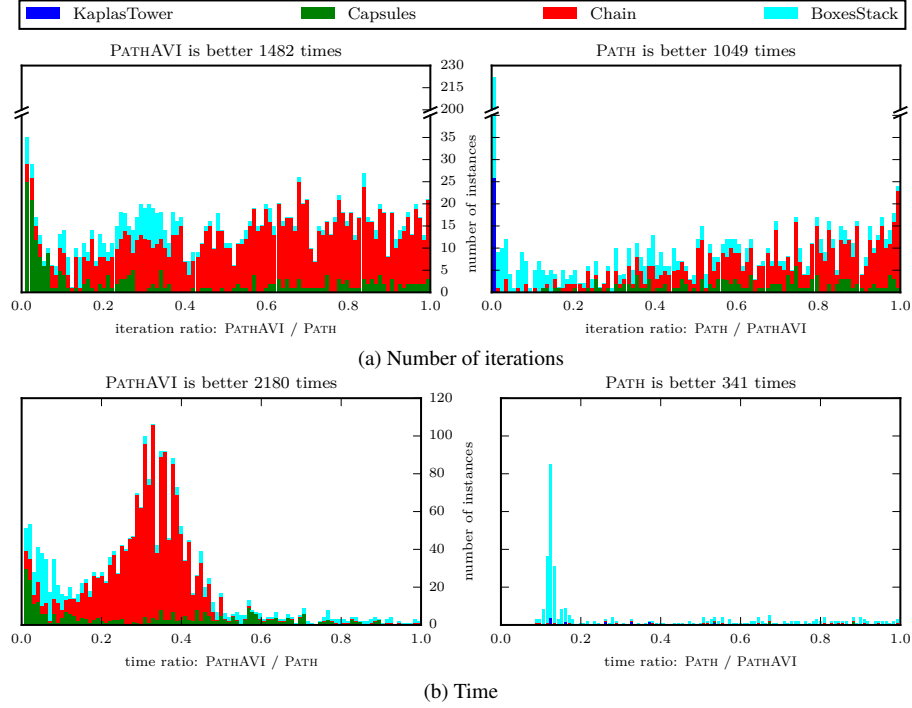 KaplasTower Capsules Chain BoxesStack
PATHAVI is better 1482 times
PATH is better 1049 times
230
215
200
35
30
25
20
15
10
5
0
number of instances
0.0 0.2 0.4 0.6 0.8 1.0
0.0 0.2 0.4 0.6 0.8 1.0
iteration ratio: PATHAVI / PATH
iteration ratio: PATH / PATHAVI
(a) Number of iterations
PATHAVI is better 2180 times
PATH is better 341 times
120
100
80
60
40
20
0
number of instances
0.0 0.2 0.4 0.6 0.8 1.0
0.0 0.2 0.4 0.6 0.8 1.0
time ratio: PATHAVI / PATH
time ratio: PATH / PATHAVI
(b) Time